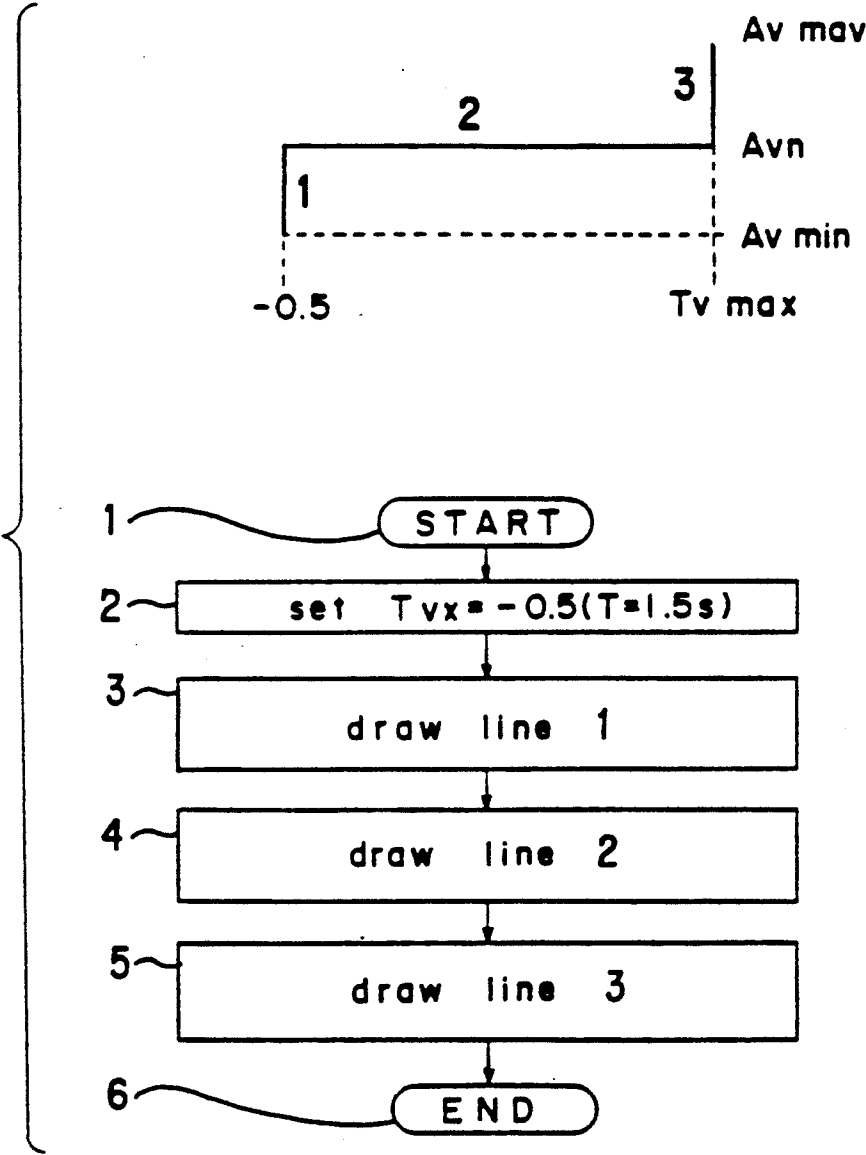 Av mav
3
2
Avn
1
Av min
-0.5
Tv max
1
START
2
set Tvx=-0.5(T=1.5s)
3
draw line 1
4
draw line 2
5
draw line 3
6
END